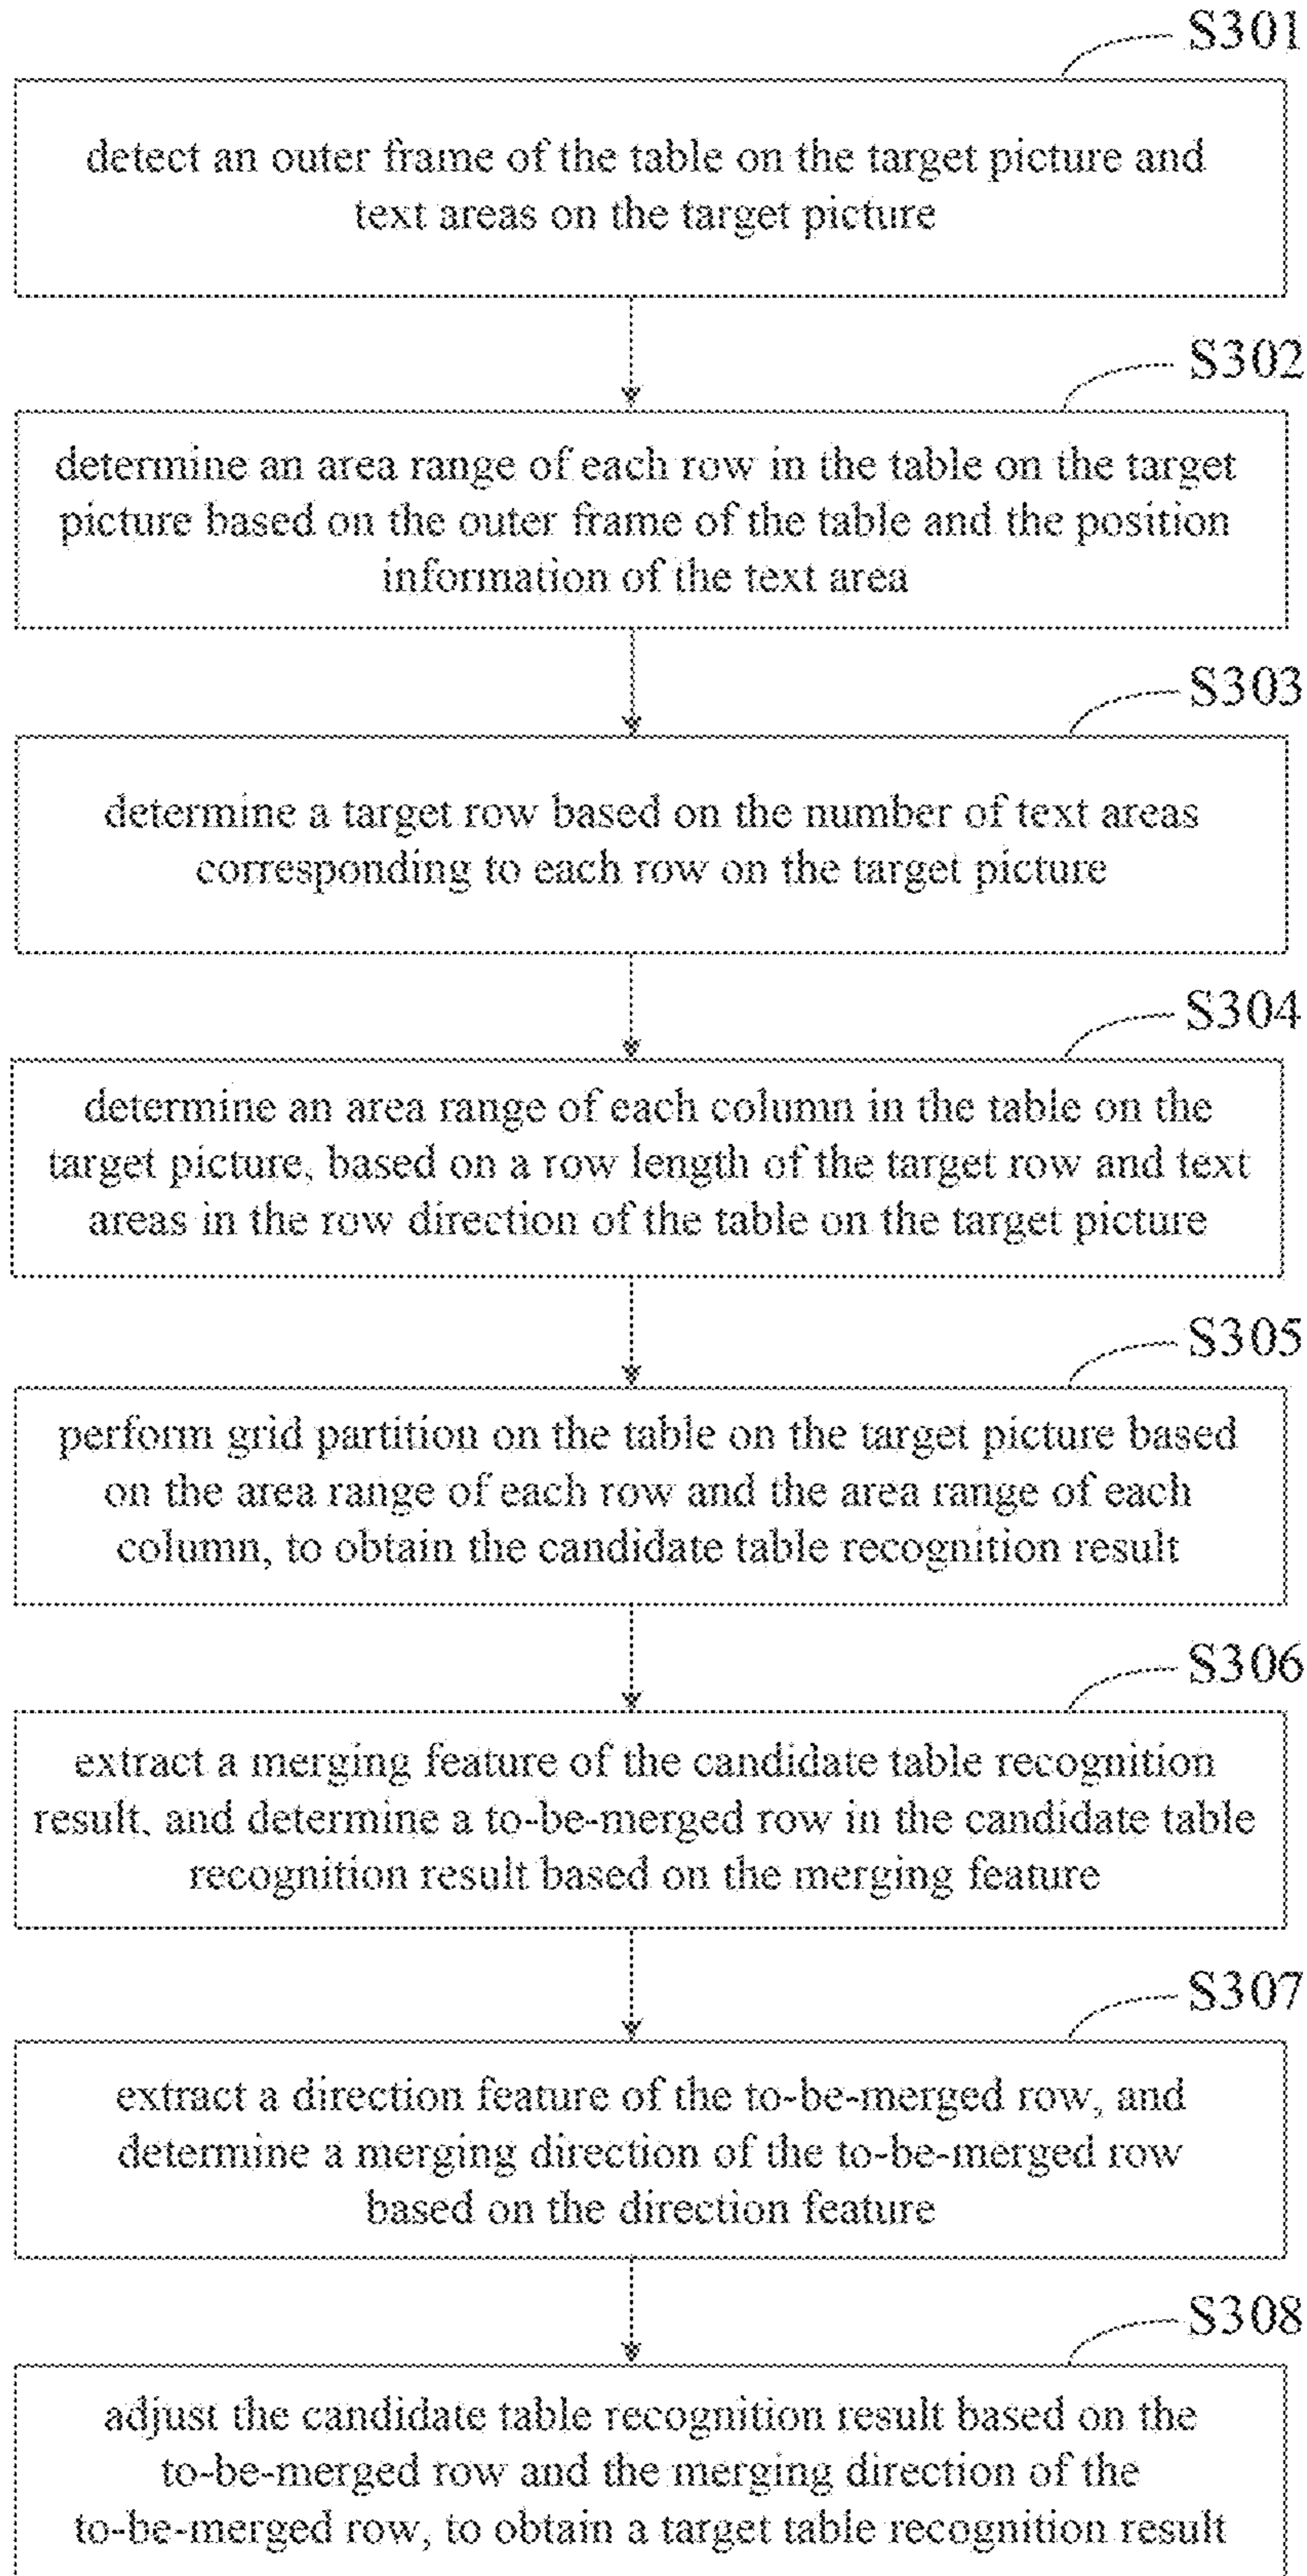 S301
detect an outer frame of the table on the target picture and
text areas on the target picture
S302
determine an area range of each row in the table on the target
picture based on the outer frame of the table and the position
information of the text area
S303
determine a target row based on the number of text areas
corresponding to each row on the target picture
S304
determine an area range of each column in the table on the
target picture, based on a row length of the target row and text
areas in the row direction of the table on the target picture
S305
perform grid partition on the table on the target picture based
on the area range of each row and the area range of each
column, to obtain the candidate table recognition result
S306
extract a merging feature of the candidate table recognition
result, and determine a to-be-merged row in the candidate table
recognition result based on the merging feature
S307
extract a direction feature of the to-be-merged row, and
determine a merging direction of the to-be-merged row
based on the direction feature
S308
adjust the candidate table recognition result based on the
to-be-merged row and the merging direction of the
to-be-merged row, to obtain a target table recognition result